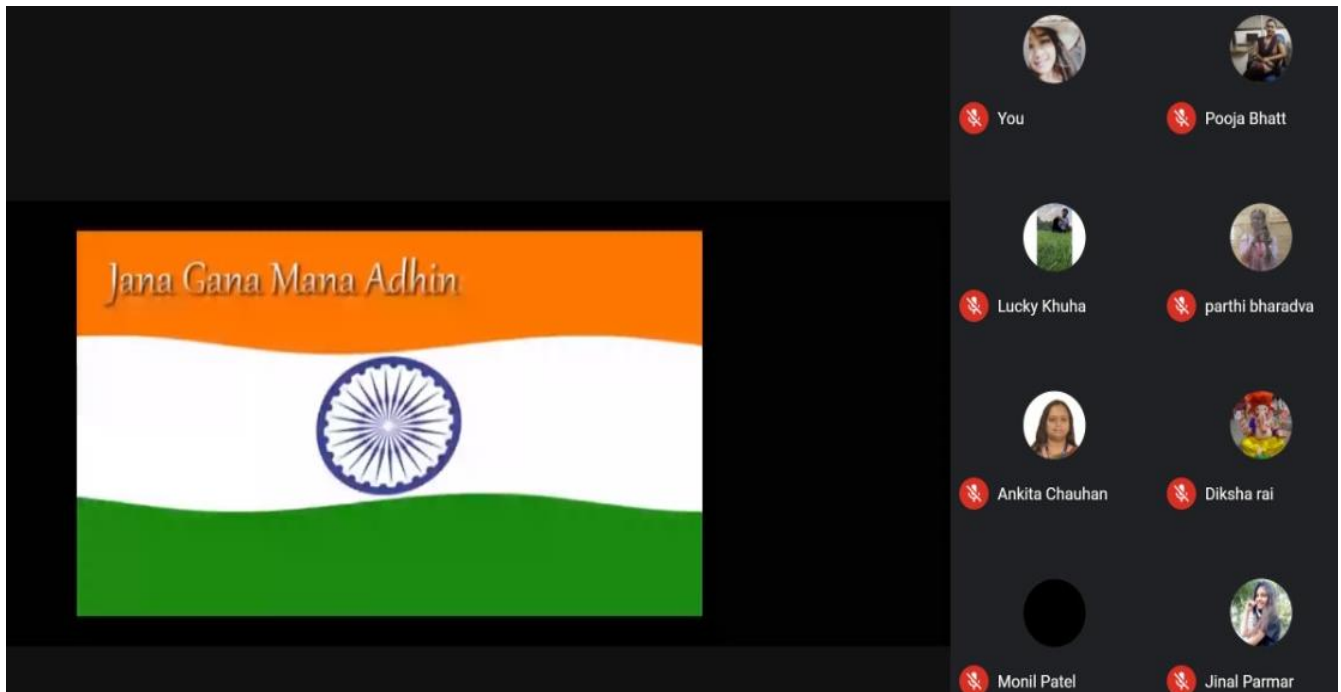 Jana Gana Mana Adhin
You
Pooja Bhatt
Lucky Khuha
parthi bharadva
Ankita Chauhan
Diksha rai
Monil Patel
Jinal Parmar